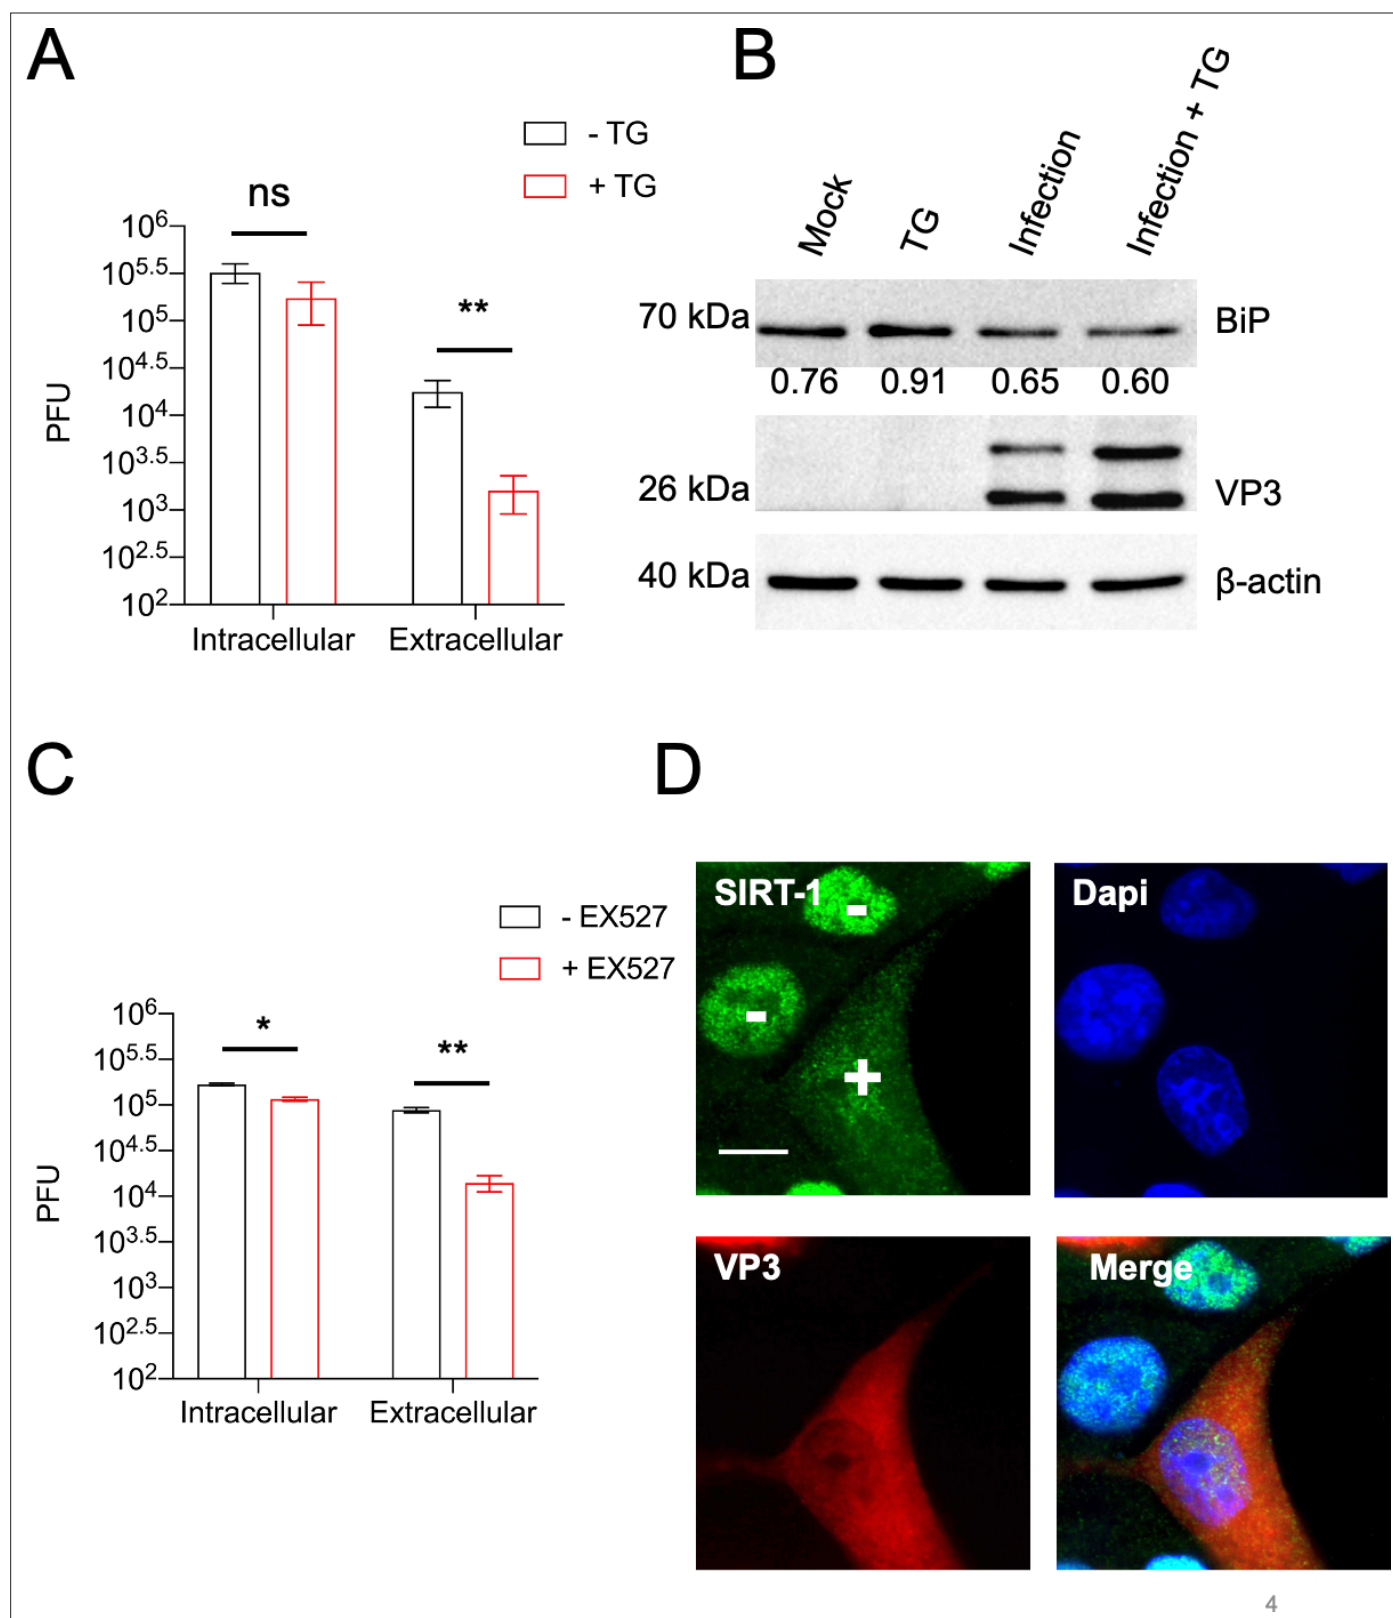 A
- TG
+ TG
ns
**
10^6
10^5.5
10^5
10^4.5
10^4
10^3.5
10^3
10^2.5
10^2
PFU
Intracellular Extracellular
B
Mock TG Infection Infection + TG
70 kDa BiP
0.76 0.91 0.65 0.60
26 kDa VP3
40 kDa β-actin
C
- EX527
+ EX527
*
**
10^6
10^5.5
10^5
10^4.5
10^4
10^3.5
10^3
10^2.5
10^2
PFU
Intracellular Extracellular
D
SIRT-1
-
-
+
Dapi
VP3
Merge
4